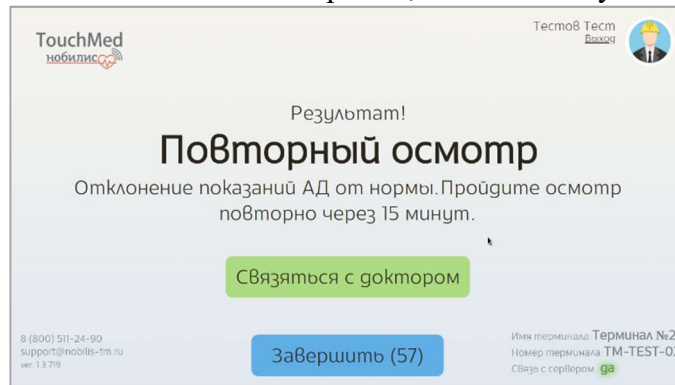 TouchMed
нобилис
Тестов Тест
Выход
Результат!
Повторный осмотр
Отклонение показаний АД от нормы.Пройдите осмотр
повторно через 15 минут.
Связаться с доктором
Завершить (57)
8 (800) 511-24-90
support@nobilis-tm.ru
ver. 1.3.719
Имя терминала: Терминал №2
Номер терминала: TM-TEST-02
Связь с сервером: да